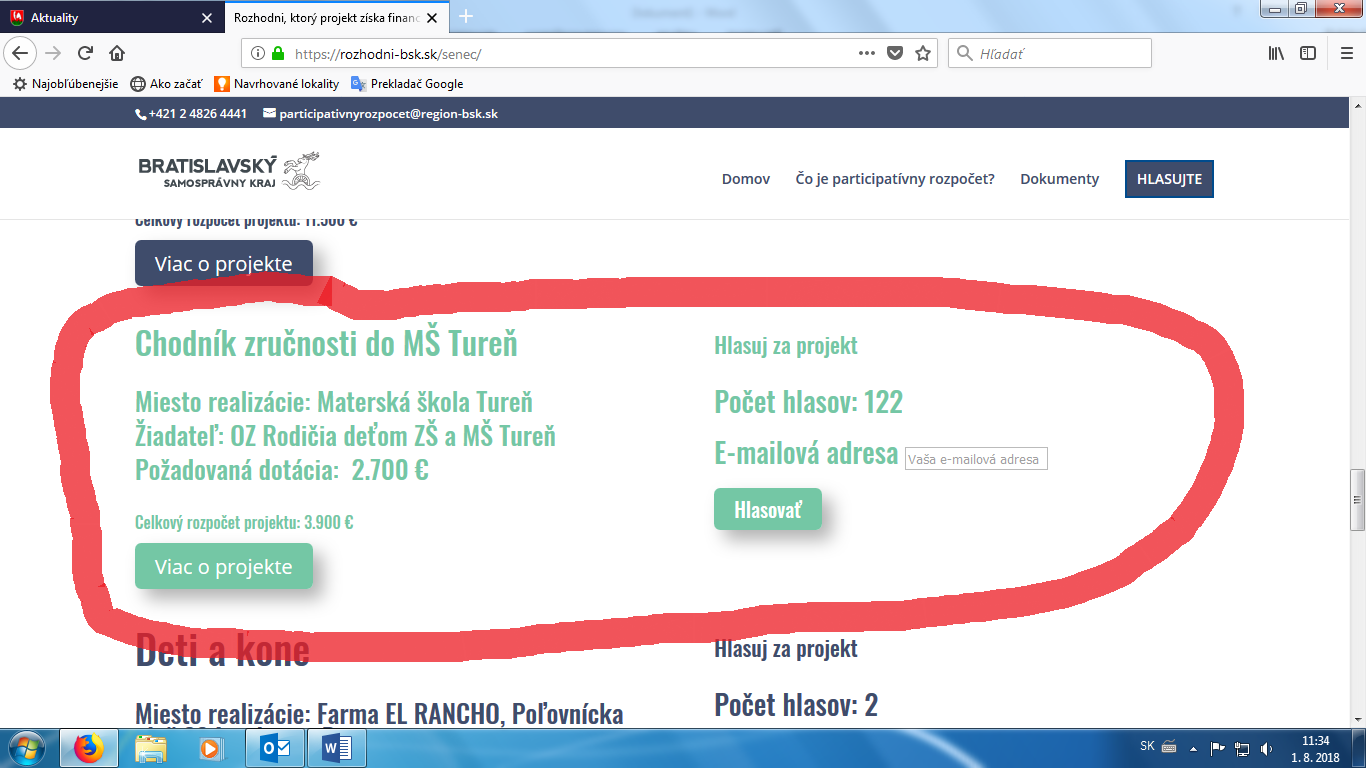 Aktuality
Rozhodni, ktorý projekt získa financ
https://rozhodni-bsk.sk/senec/
Hľadať
Najobľúbenejšie
Ako začať
Navrhované lokality
Prekladač Google
+421 2 4826 4441
participativnyrozpocet@region-bsk.sk
BRATISLAVSKÝ
SAMOSPRÁVNY KRAJ
Domov
Čo je participatívny rozpočet?
Dokumenty
HLASUJTE
Celkový rozpočet projektu: 11.500 €
Viac o projekte
Chodník zručnosti do MŠ Tureň
Miesto realizácie: Materská škola Tureň
Žiadateľ: OZ Rodičia deťom ZŠ a MŠ Tureň
Požadovaná dotácia: 2.700 €
Celkový rozpočet projektu: 3.900 €
Viac o projekte
Hlasuj za projekt
Počet hlasov: 122
E-mailová adresa
Vaša e-mailová adresa
Hlasovať
Deti a kone
Miesto realizácie: Farma EL RANCHO, Poľovnícka
Hlasuj za projekt
Počet hlasov: 2
SK
11:34
1. 8. 2018